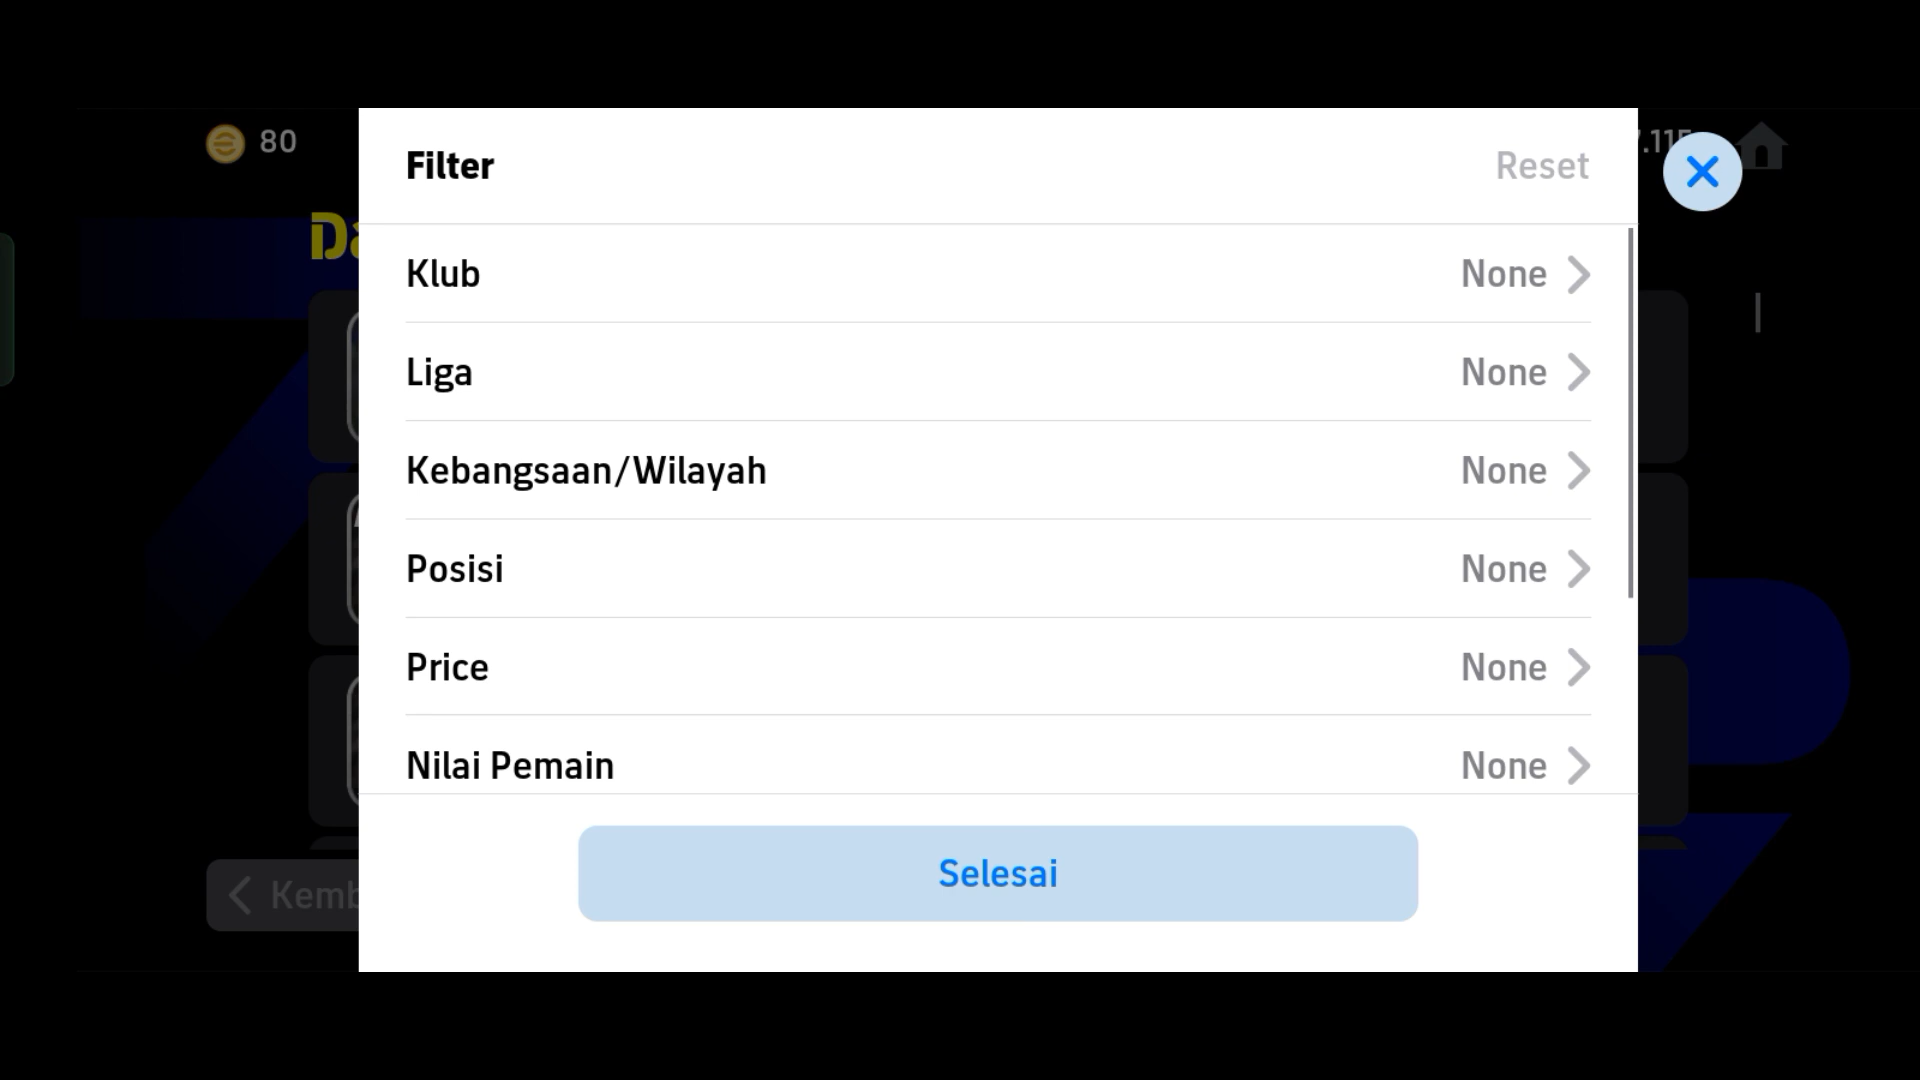 80
Filter
Reset
Klub
None
Liga
None
Kebangsaan/Wilayah
None
Posisi
None
Price
None
Nilai Pemain
None
Selesai